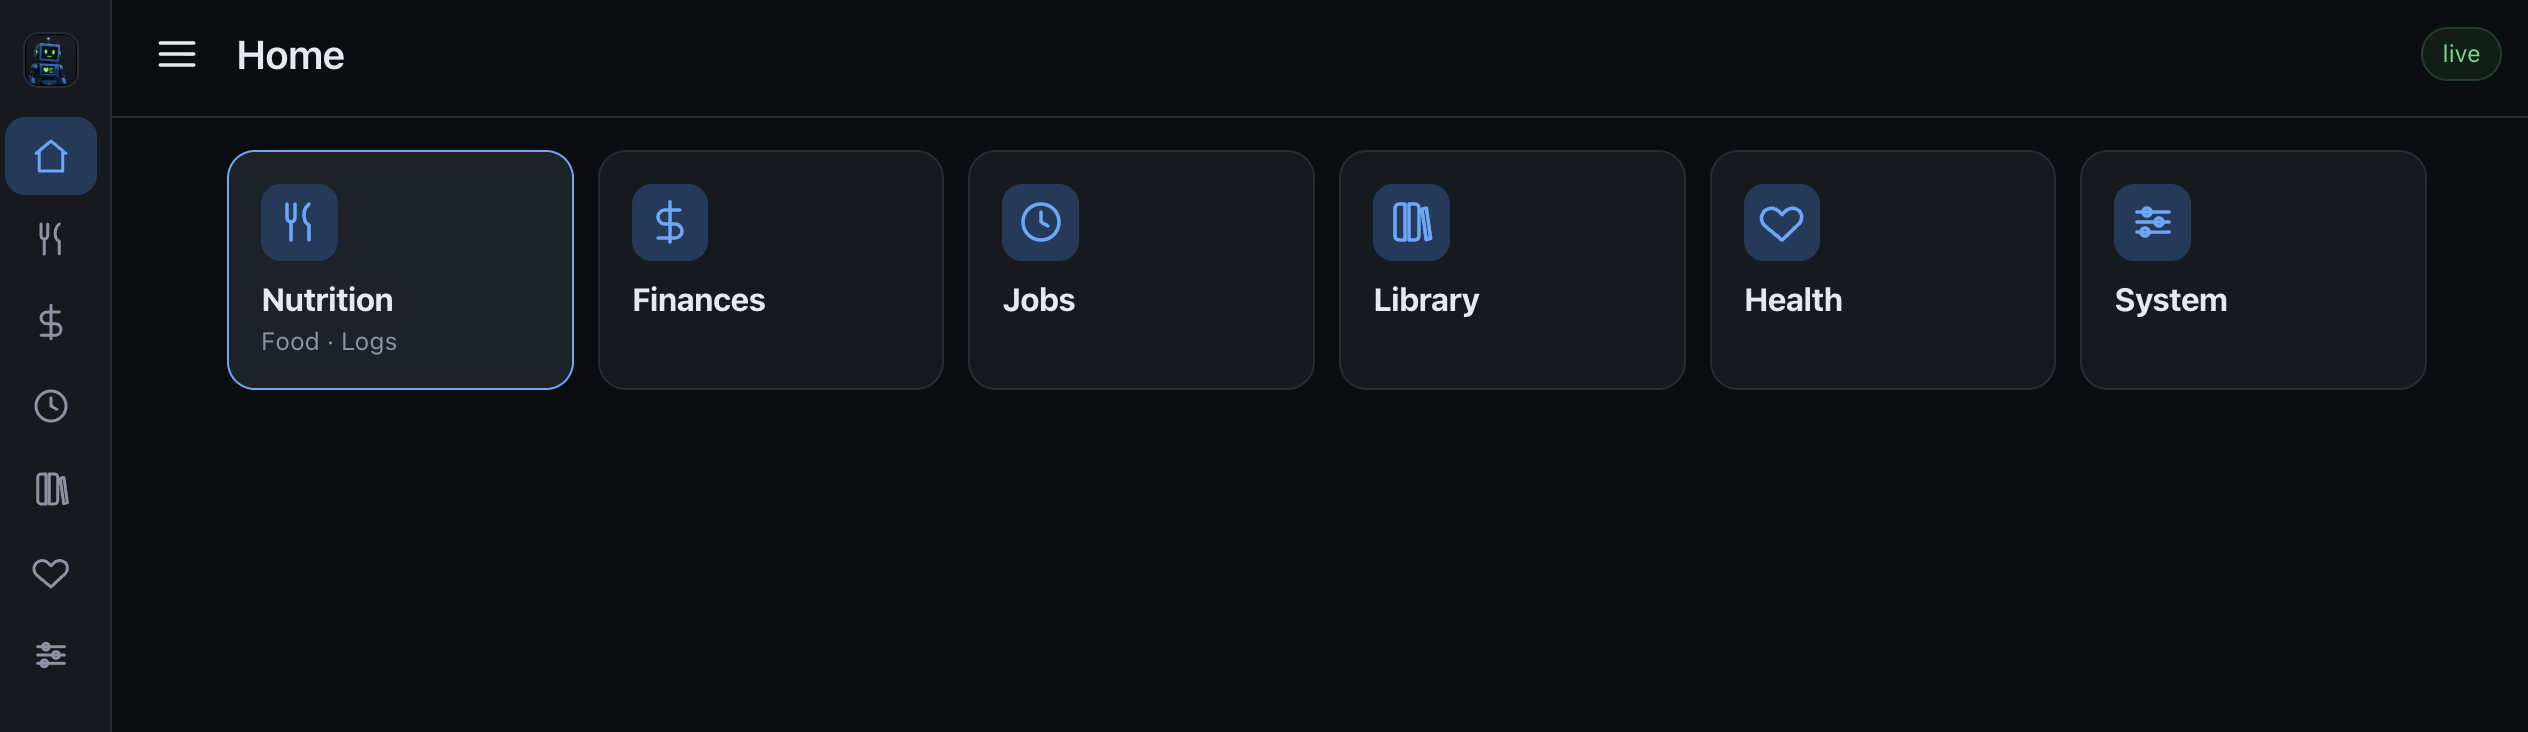 Home
live
Nutrition
Food · Logs
Finances
Jobs
Library
Health
System